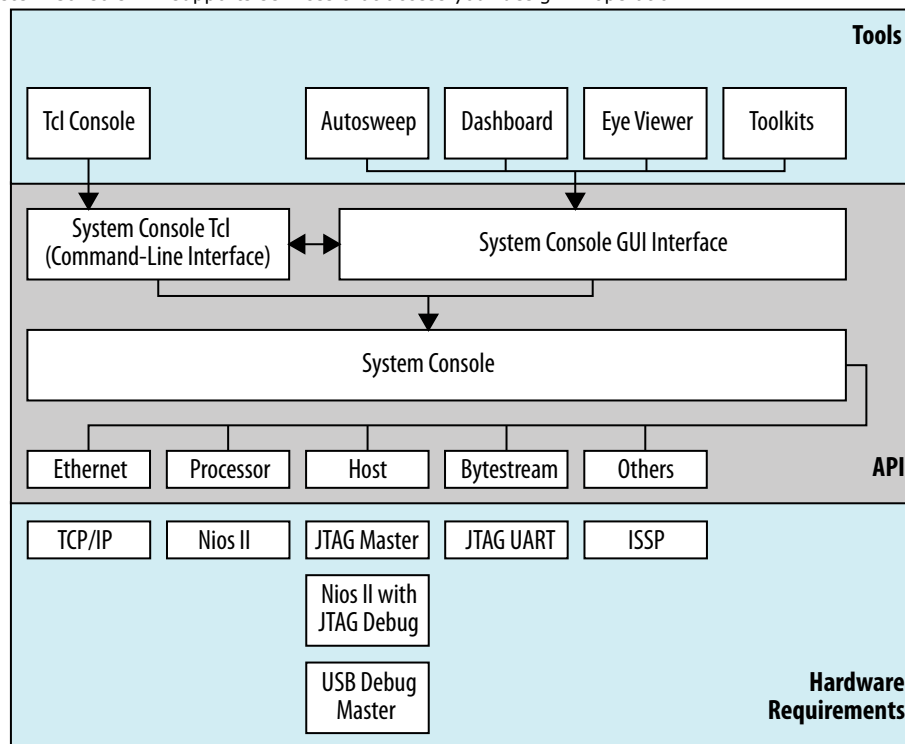 Tools
Tcl Console
Autosweep
Dashboard
Eye Viewer
Toolkits
System Console Tcl
(Command-Line Interface)
System Console GUI Interface
System Console
Ethernet
Processor
Host
Bytestream
Others
API
TCP/IP
Nios II
JTAG Master
JTAG UART
ISSP
Nios II with
JTAG Debug
USB Debug
Master
Hardware
Requirements